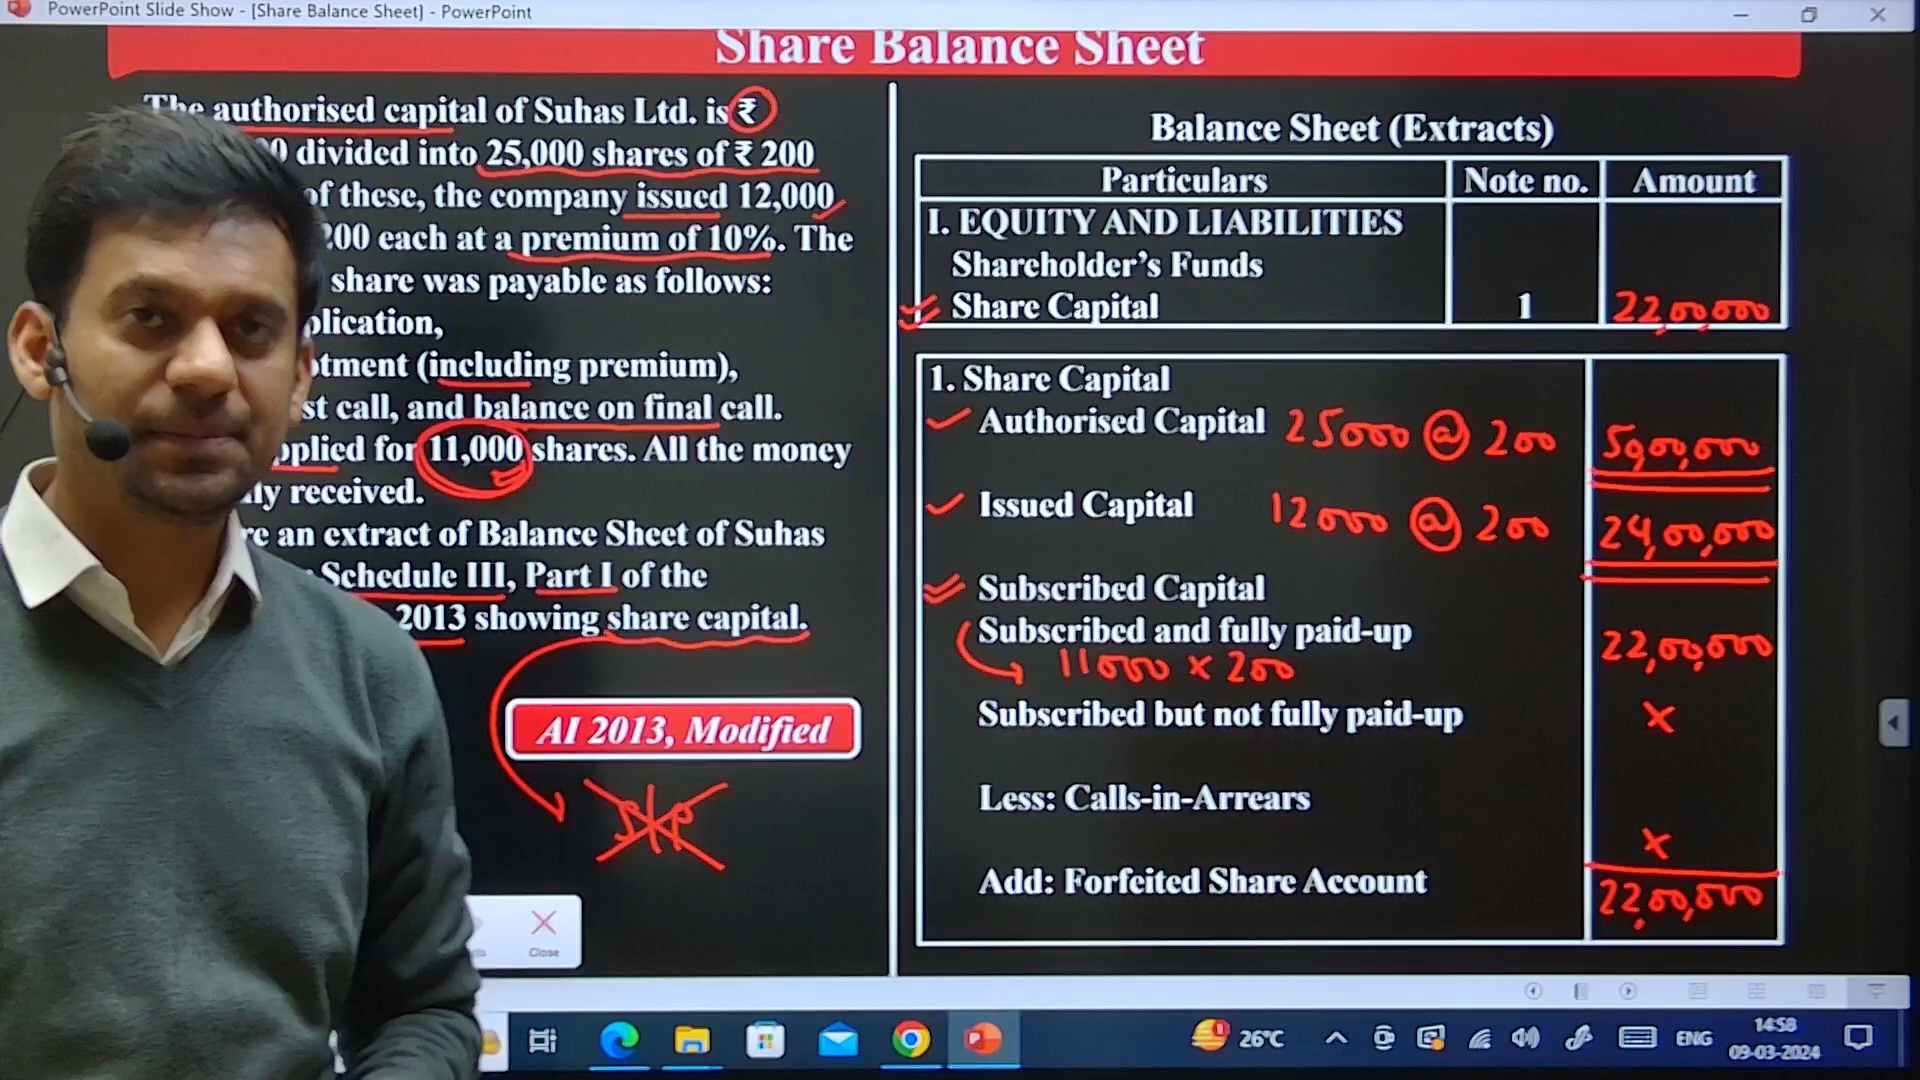 PowerPoint Slide Show - [Share Balance Sheet] - PowerPoint
Share Balance Sheet
The authorised capital of Suhas Ltd. is ₹
divided into 25,000 shares of ₹ 200
of these, the company issued 12,000
200 each at a premium of 10%. The
share was payable as follows:
(including premium),
call, and balance on final call.
for 11,000 shares. All the money
received.
an extract of Balance Sheet of Suhas
Schedule III, Part I of the
2013 showing share capital.
AI 2013, Modified
Close
Balance Sheet (Extracts)
Particulars Note no. Amount
I. EQUITY AND LIABILITIES
Shareholder's Funds
Share Capital 1 22,00,000
1. Share Capital
Authorised Capital 25000 @ 200 50,00,000
Issued Capital 12000 @ 200 24,00,000
Subscribed Capital
Subscribed and fully paid-up 22,00,000
11000 x 200
Subscribed but not fully paid-up x
Less: Calls-in-Arrears
x
Add: Forfeited Share Account
22,00,000
26°C ENG 14:58
09-03-2024